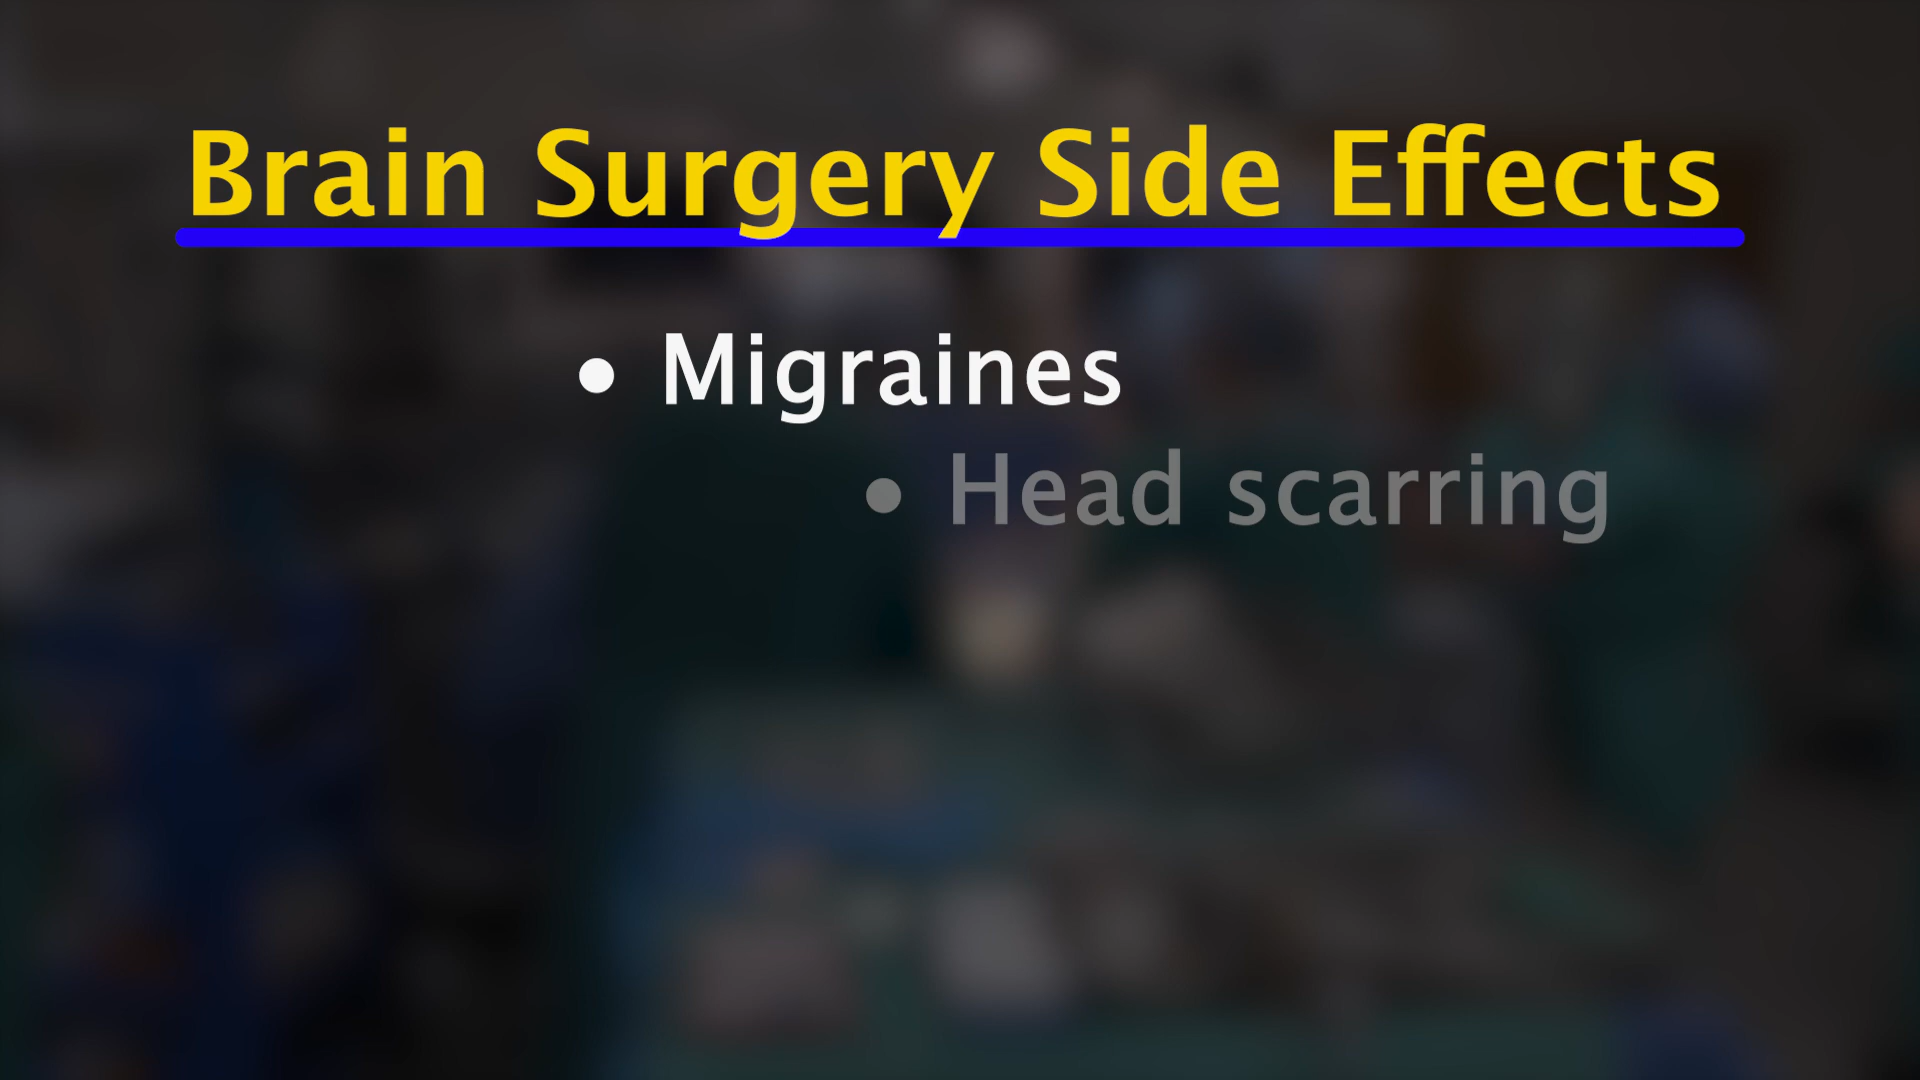 Brain Surgery Side Effects
• Migraines
• Head scarring